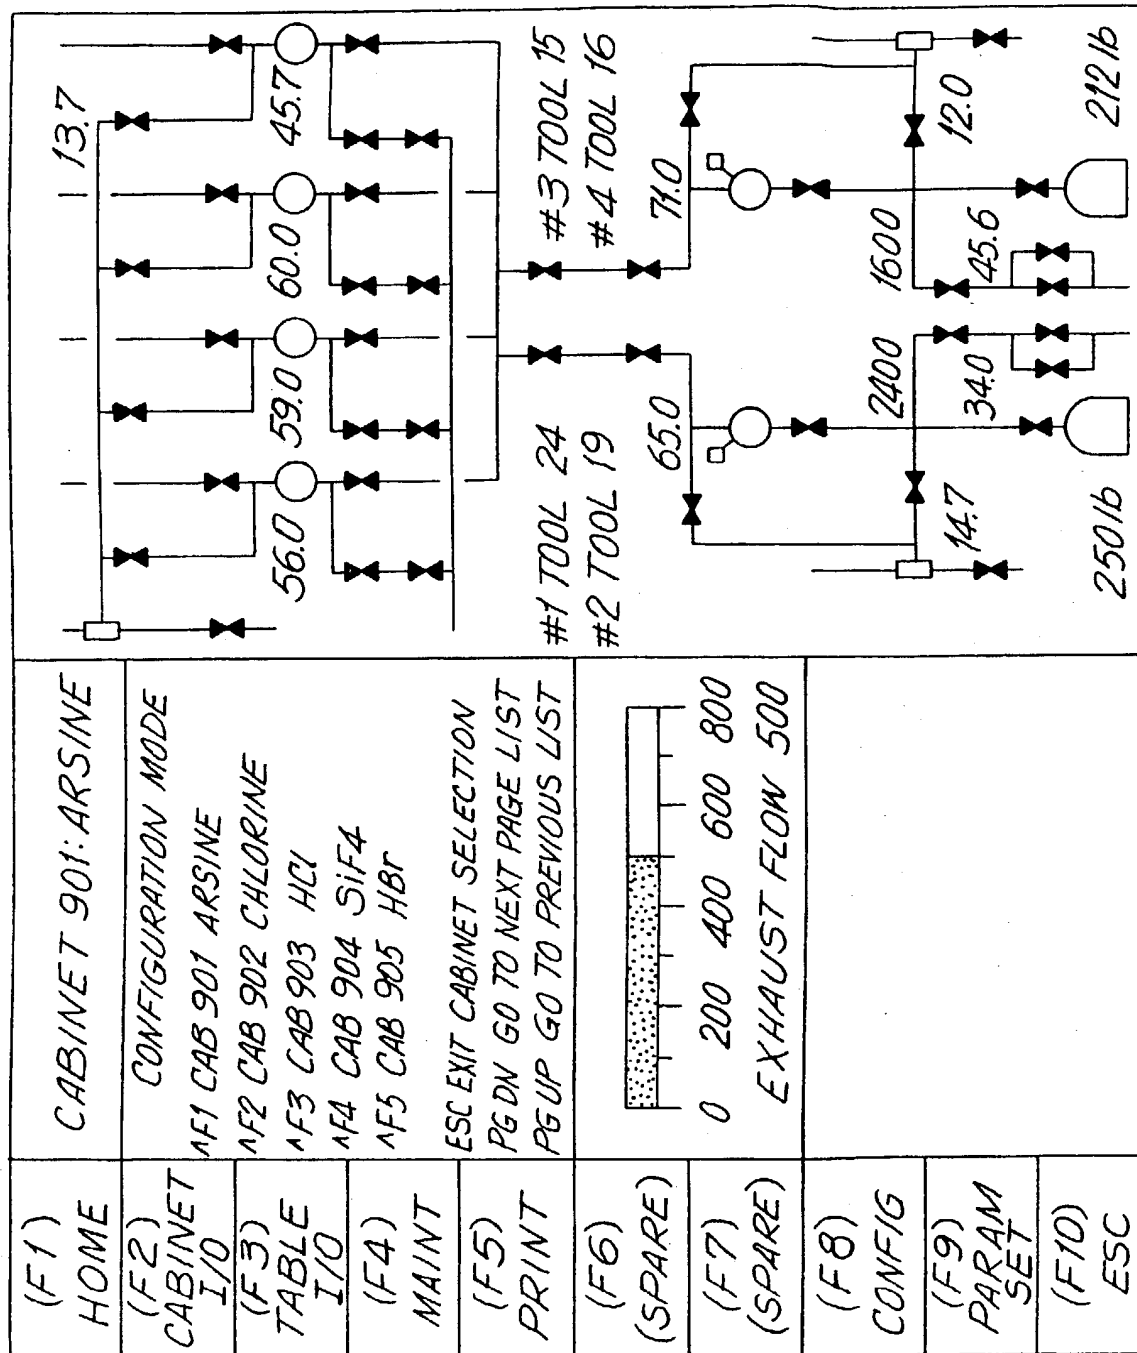 (F1)
HOME
(F2)
CABINET
I/O
(F3)
TABLE
I/O
(F4)
MAINT
(F5)
PRINT
(F6)
(SPARE)
(F7)
(SPARE)
(F8)
CONFIG
(F9)
PARAM
SET
(F10)
ESC
CABINET 901: ARSINE
CONFIGURATION MODE
^F1 CAB 901 ARSINE
^F2 CAB 902 CHLORINE
^F3 CAB 903 HCl
^F4 CAB 904 SiF4
^F5 CAB 905 HBr
ESC EXIT CABINET SELECTION
PG DN GO TO NEXT PAGE LIST
PG UP GO TO PREVIOUS LIST
0 200 400 600 800
EXHAUST FLOW 500
13.7
56.0 59.0 60.0 45.7
#1 TOOL 24
#2 TOOL 19
#3 TOOL 15
#4 TOOL 16
65.0 71.0
2400 1600
14.7 34.0 45.6 12.0
250 lb 212 lb